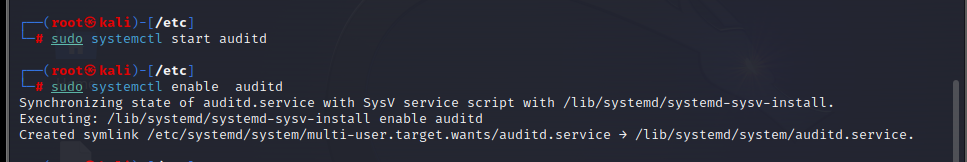 ┌──(root㉿kali)-[/etc]
└─# sudo systemctl start auditd
┌──(root㉿kali)-[/etc]
└─# sudo systemctl enable  auditd
Synchronizing state of auditd.service with SysV service script with /lib/systemd/systemd-sysv-install.
Executing: /lib/systemd/systemd-sysv-install enable auditd
Created symlink /etc/systemd/system/multi-user.target.wants/auditd.service → /lib/systemd/system/auditd.service.